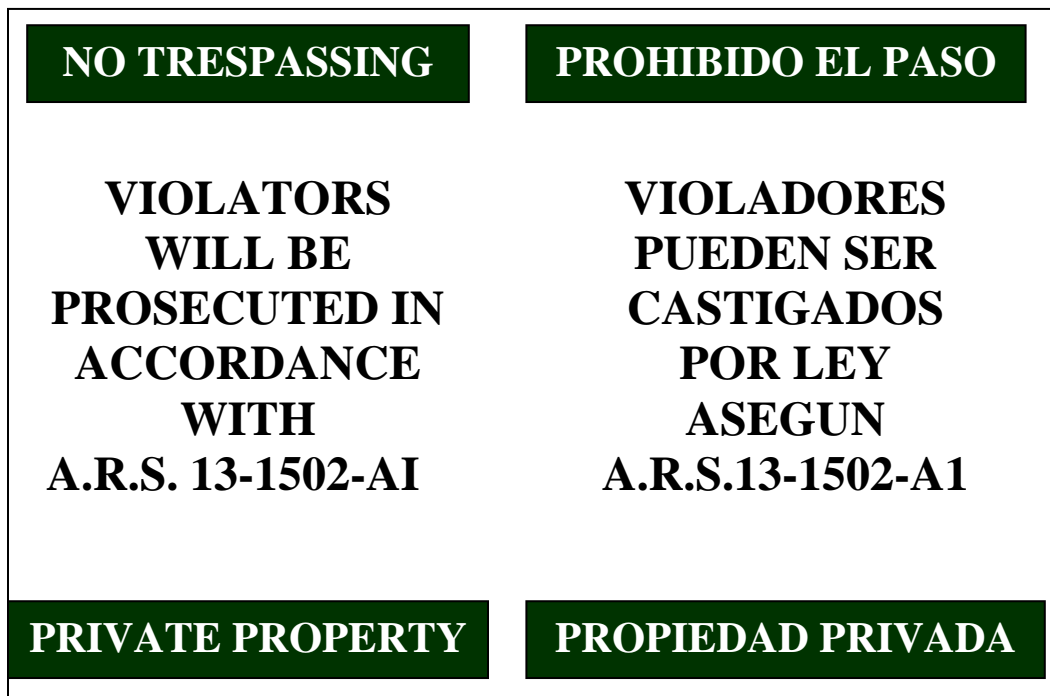 NO TRESPASSING
VIOLATORS
WILL BE
PROSECUTED IN
ACCORDANCE
WITH
A.R.S. 13-1502-AI
PRIVATE PROPERTY
PROHIBIDO EL PASO
VIOLADORES
PUEDEN SER
CASTIGADOS
POR LEY
ASEGUN
A.R.S.13-1502-A1
PROPIEDAD PRIVADA